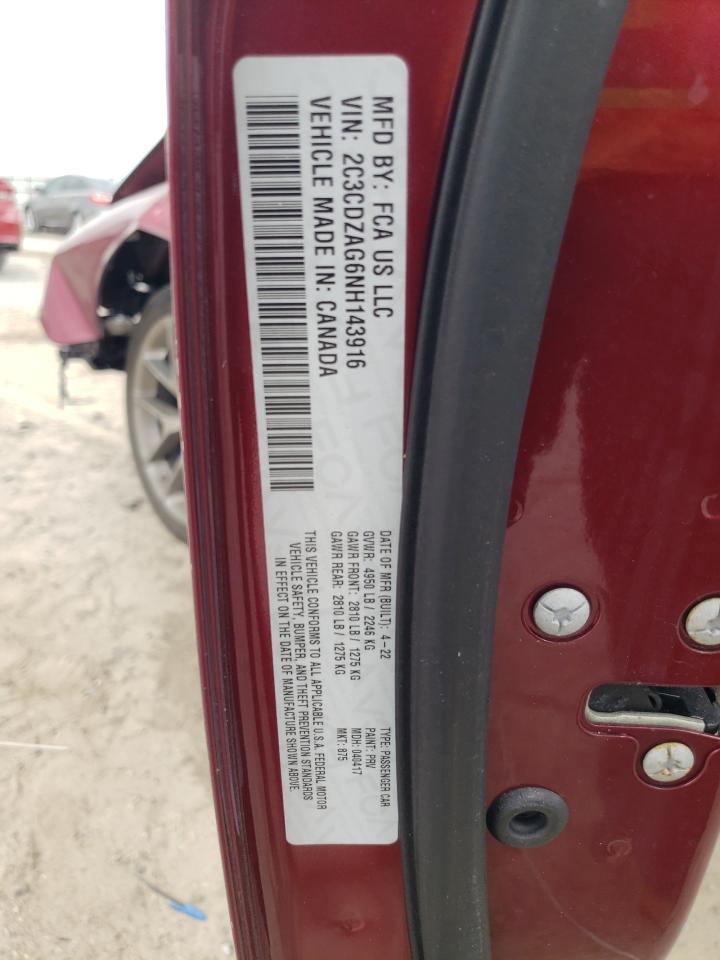 MFD BY: FCA US LLC
VIN: 2C3CDZAG6NH143916
VEHICLE MADE IN: CANADA
DATE OF MFR (BUILT): 4-22
GVWR: 4950 LB / 2246 KG
GAWR FRONT: 2810 LB / 1275 KG
GAWR REAR: 2810 LB / 1275 KG
THIS VEHICLE CONFORMS TO ALL APPLICABLE U.S.A. FEDERAL MOTOR
VEHICLE SAFETY, BUMPER, AND THEFT PREVENTION STANDARDS
IN EFFECT ON THE DATE OF MANUFACTURE SHOWN ABOVE.
TYPE: PASSENGER CAR
PAINT: PRV
MDH: 040417
MKT: 875